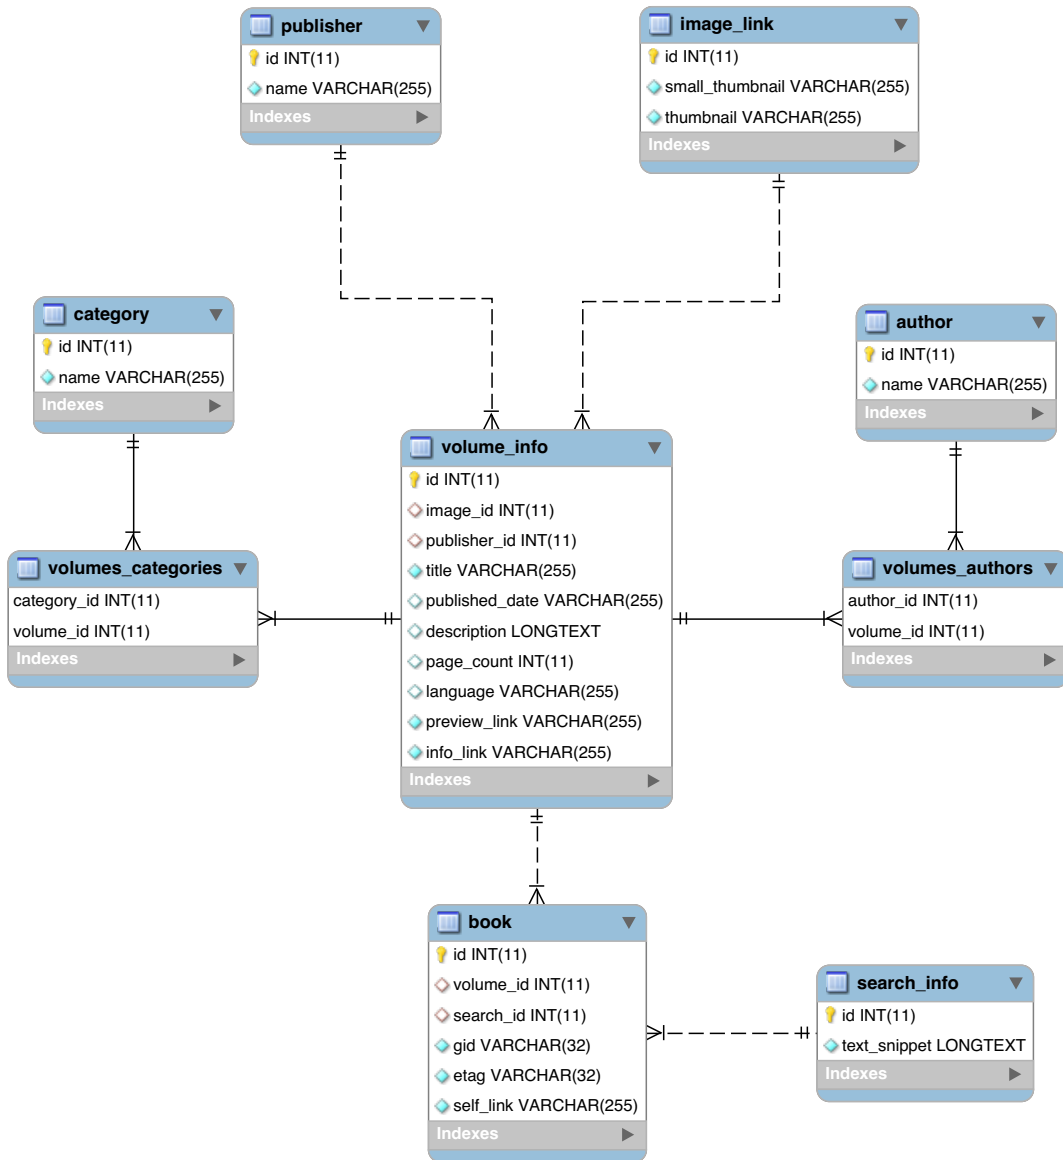 publisher
id INT(11)
name VARCHAR(255)
Indexes
image_link
id INT(11)
small_thumbnail VARCHAR(255)
thumbnail VARCHAR(255)
Indexes
category
id INT(11)
name VARCHAR(255)
Indexes
author
id INT(11)
name VARCHAR(255)
Indexes
volume_info
id INT(11)
image_id INT(11)
publisher_id INT(11)
title VARCHAR(255)
published_date VARCHAR(255)
description LONGTEXT
page_count INT(11)
language VARCHAR(255)
preview_link VARCHAR(255)
info_link VARCHAR(255)
Indexes
volumes_categories
category_id INT(11)
volume_id INT(11)
Indexes
volumes_authors
author_id INT(11)
volume_id INT(11)
Indexes
book
id INT(11)
volume_id INT(11)
search_id INT(11)
gid VARCHAR(32)
etag VARCHAR(32)
self_link VARCHAR(255)
Indexes
search_info
id INT(11)
text_snippet LONGTEXT
Indexes